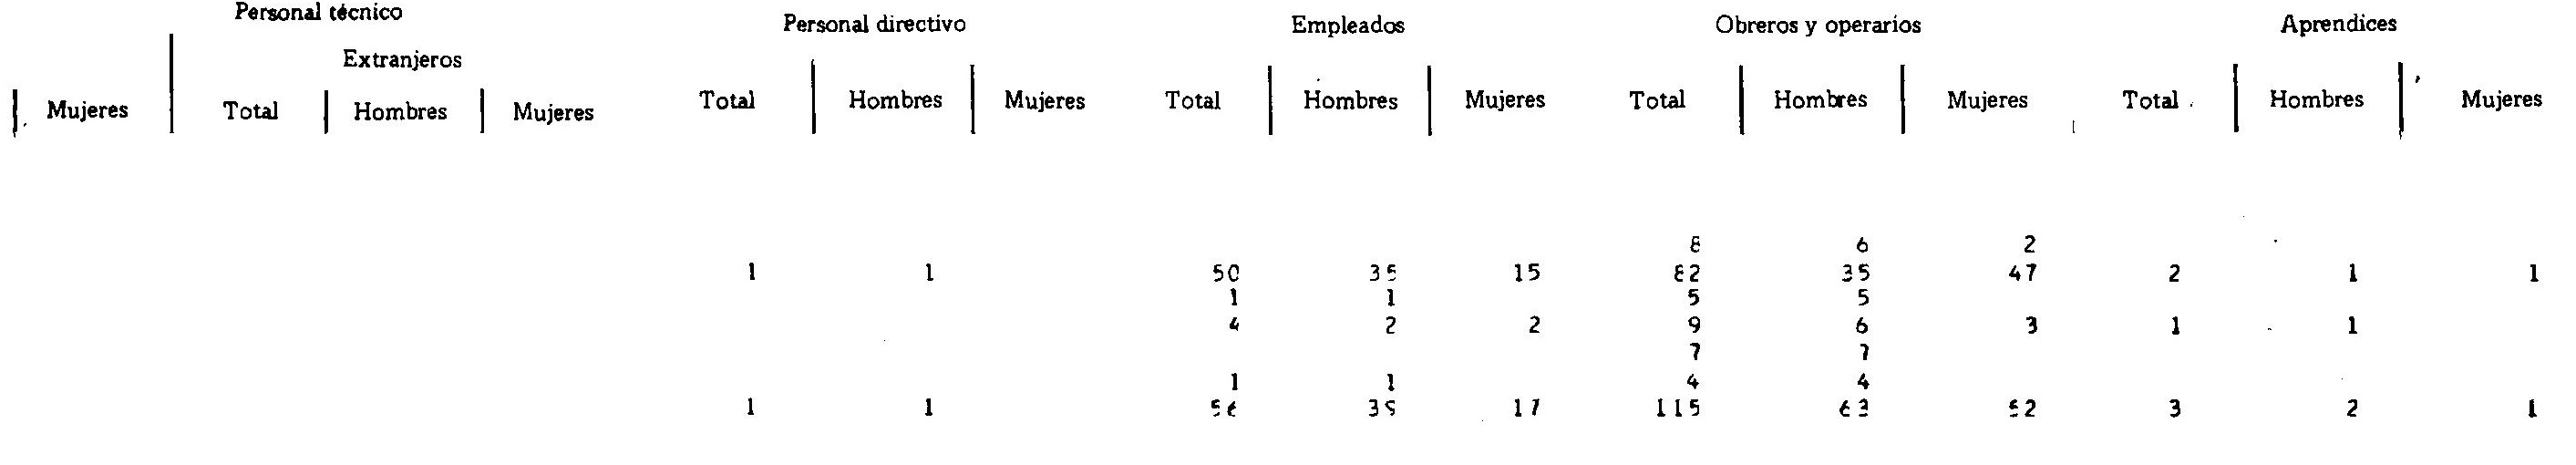 Personal técnico Personal directivo Empleados Obreros y operarios Aprendices
Extranjeros
Mujeres Total Hombres Mujeres Total Hombres Mujeres Total Hombres Mujeres Total Hombres Mujeres Total Hombres Mujeres
8 6 2
1 1 50 35 15 82 35 47 2 1 1
1 1 5 5
4 2 2 9 6 3 1 1
7 7
1 1 4 4
1 1 56 39 17 115 63 52 3 2 1